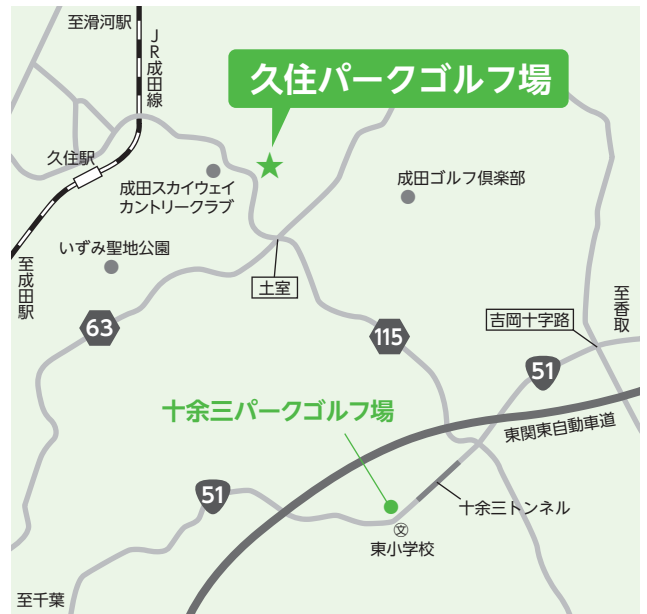 至滑河駅
JR成田線
久住パークゴルフ場
久住駅
成田スカイウェイ
カントリークラブ
成田ゴルフ倶楽部
いずみ聖地公園
至成田駅
土室
至香取
吉岡十字路
63
115
51
十余三パークゴルフ場
東関東自動車道
51
十余三トンネル
文
東小学校
至千葉